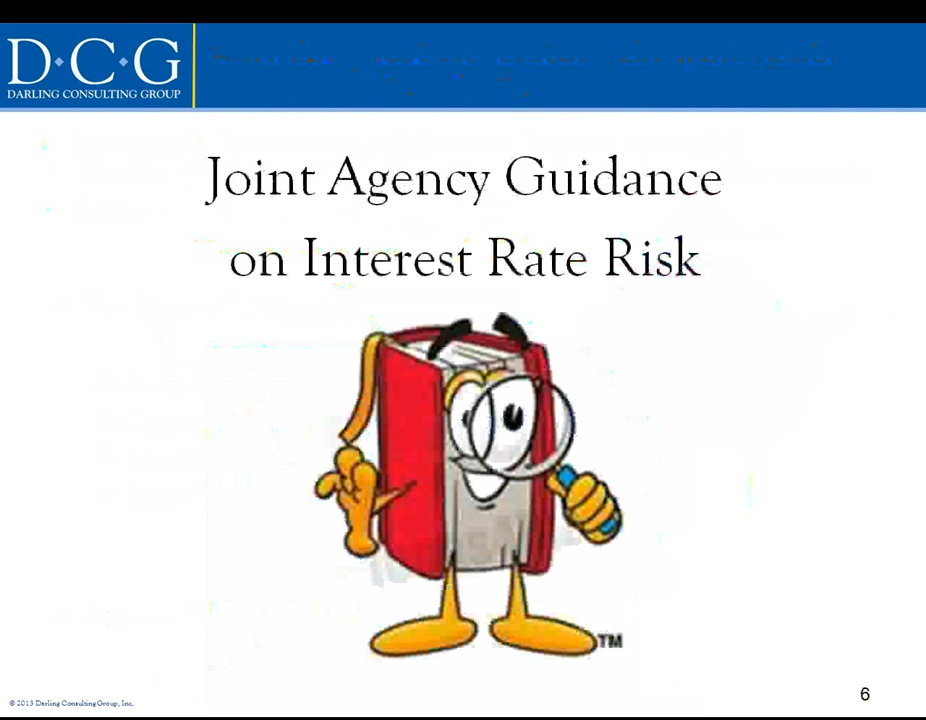 D·C·G
DARLING CONSULTING GROUP
Joint Agency Guidance
on Interest Rate Risk
TM
© 2013 Darling Consulting Group, Inc.
6